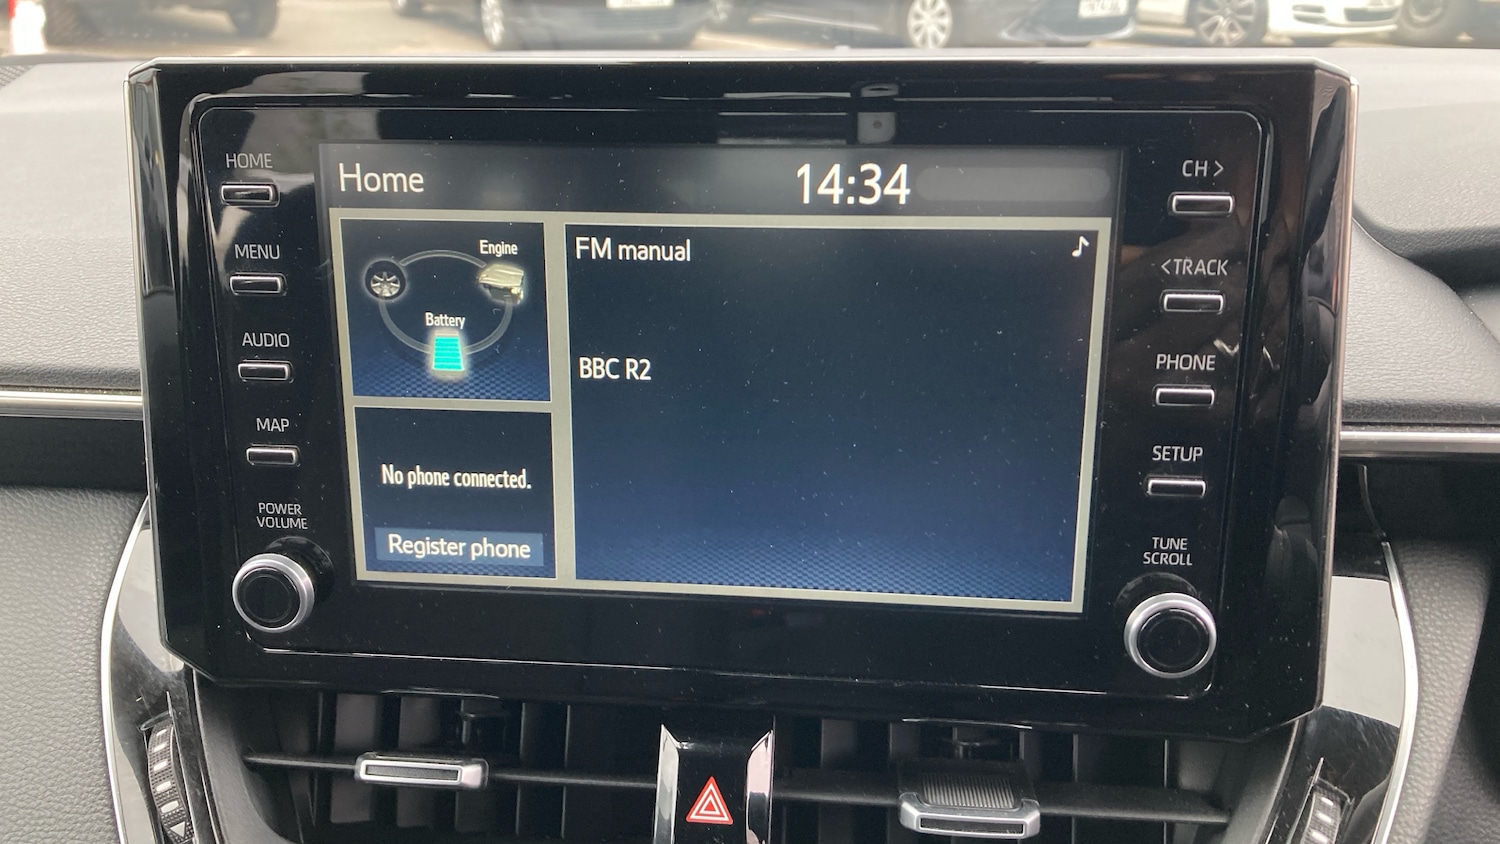 HOME
MENU
AUDIO
MAP
POWER
VOLUME
Home
14:34
Engine
Battery
No phone connected.
Register phone
FM manual
♪
BBC R2
CH >
<TRACK
PHONE
SETUP
TUNE
SCROLL